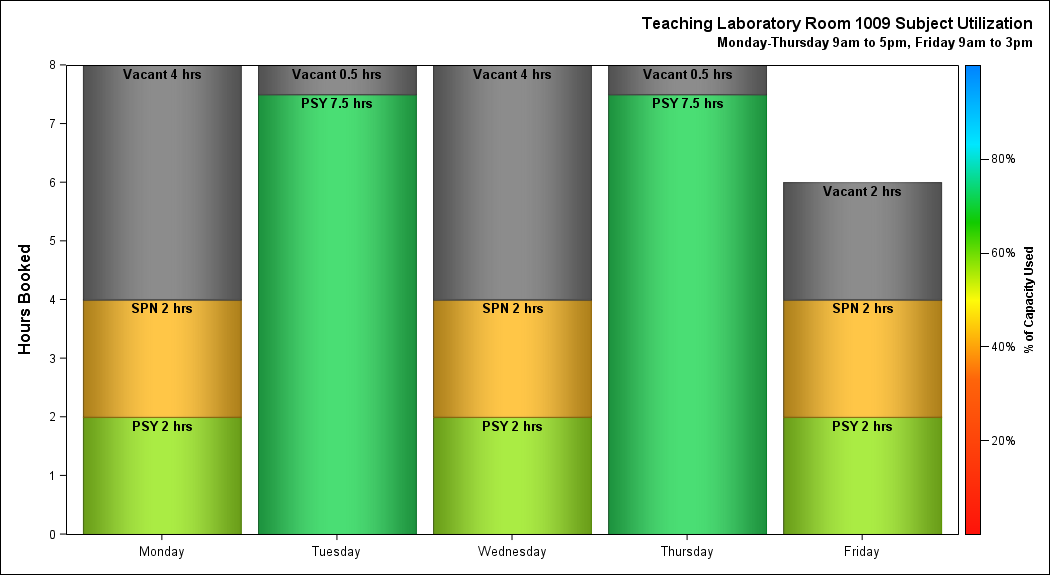 Teaching Laboratory Room 1009 Subject Utilization
Monday-Thursday 9am to 5pm, Friday 9am to 3pm
Hours Booked
8
7
6
5
4
3
2
1
0
Vacant 4 hrs
SPN 2 hrs
PSY 2 hrs
Vacant 0.5 hrs
PSY 7.5 hrs
Vacant 4 hrs
SPN 2 hrs
PSY 2 hrs
Vacant 0.5 hrs
PSY 7.5 hrs
Vacant 2 hrs
SPN 2 hrs
PSY 2 hrs
Monday
Tuesday
Wednesday
Thursday
Friday
80%
60%
40%
20%
% of Capacity Used